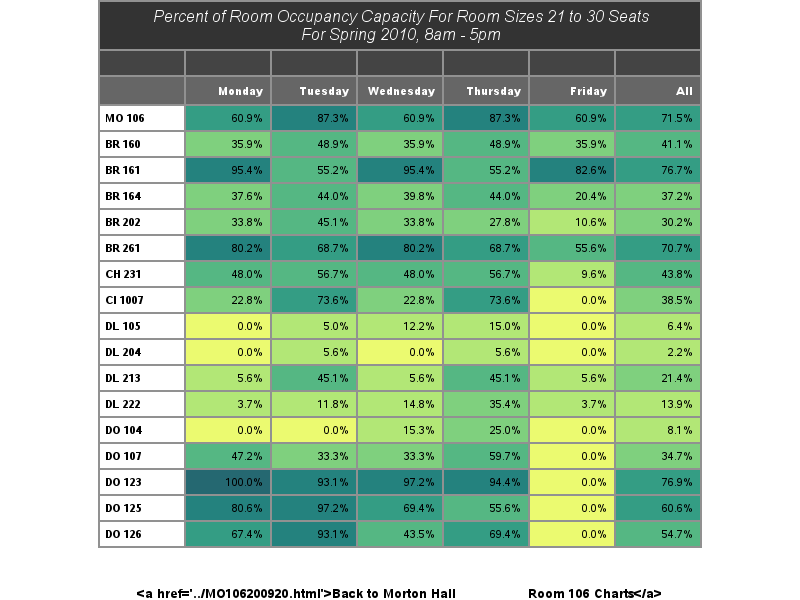 Percent of Room Occupancy Capacity For Room Sizes 21 to 30 Seats
For Spring 2010, 8am - 5pm
Monday Tuesday Wednesday Thursday Friday All
MO 106 60.9% 87.3% 60.9% 87.3% 60.9% 71.5%
BR 160 35.9% 48.9% 35.9% 48.9% 35.9% 41.1%
BR 161 95.4% 55.2% 95.4% 55.2% 82.6% 76.7%
BR 164 37.6% 44.0% 39.8% 44.0% 20.4% 37.2%
BR 202 33.8% 45.1% 33.8% 27.8% 10.6% 30.2%
BR 261 80.2% 68.7% 80.2% 68.7% 55.6% 70.7%
CH 231 48.0% 56.7% 48.0% 56.7% 9.6% 43.8%
CI 1007 22.8% 73.6% 22.8% 73.6% 0.0% 38.5%
DL 105 0.0% 5.0% 12.2% 15.0% 0.0% 6.4%
DL 204 0.0% 5.6% 0.0% 5.6% 0.0% 2.2%
DL 213 5.6% 45.1% 5.6% 45.1% 5.6% 21.4%
DL 222 3.7% 11.8% 14.8% 35.4% 3.7% 13.9%
DO 104 0.0% 0.0% 15.3% 25.0% 0.0% 8.1%
DO 107 47.2% 33.3% 33.3% 59.7% 0.0% 34.7%
DO 123 100.0% 93.1% 97.2% 94.4% 0.0% 76.9%
DO 125 80.6% 97.2% 69.4% 55.6% 0.0% 60.6%
DO 126 67.4% 93.1% 43.5% 69.4% 0.0% 54.7%
<a href='../MO106200920.html'>Back to Morton Hall Room 106 Charts</a>